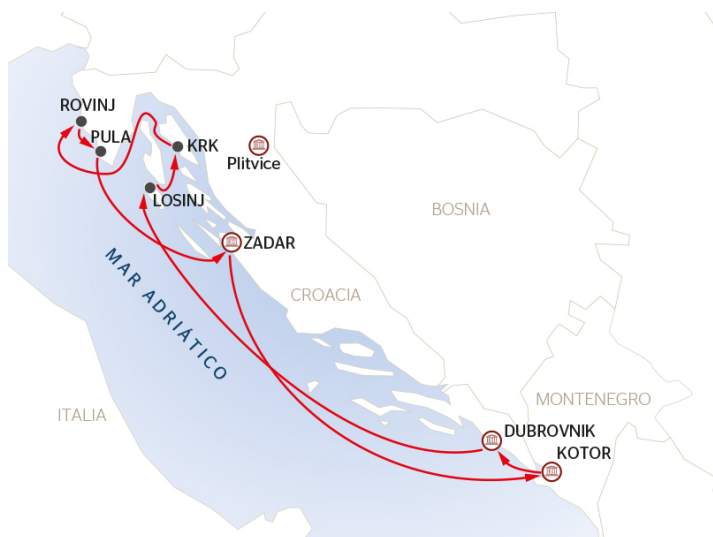 ROVINJ
PULA
KRK
Plitvice
LOSINJ
BOSNIA
ZADAR
MAR ADRIÁTICO
CROACIA
MONTENEGRO
ITALIA
DUBROVNIK
KOTOR